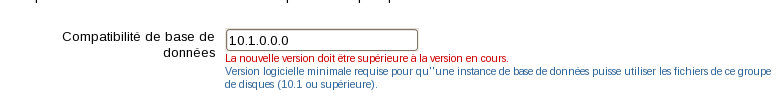 Compatibilité de base de
données
10.1.0.0.0
La nouvelle version doit être supérieure à la version en cours.
Version logicielle minimale requise pour qu''une instance de base de données puisse utiliser les fichiers de ce groupe
de disques (10.1 ou supérieure).